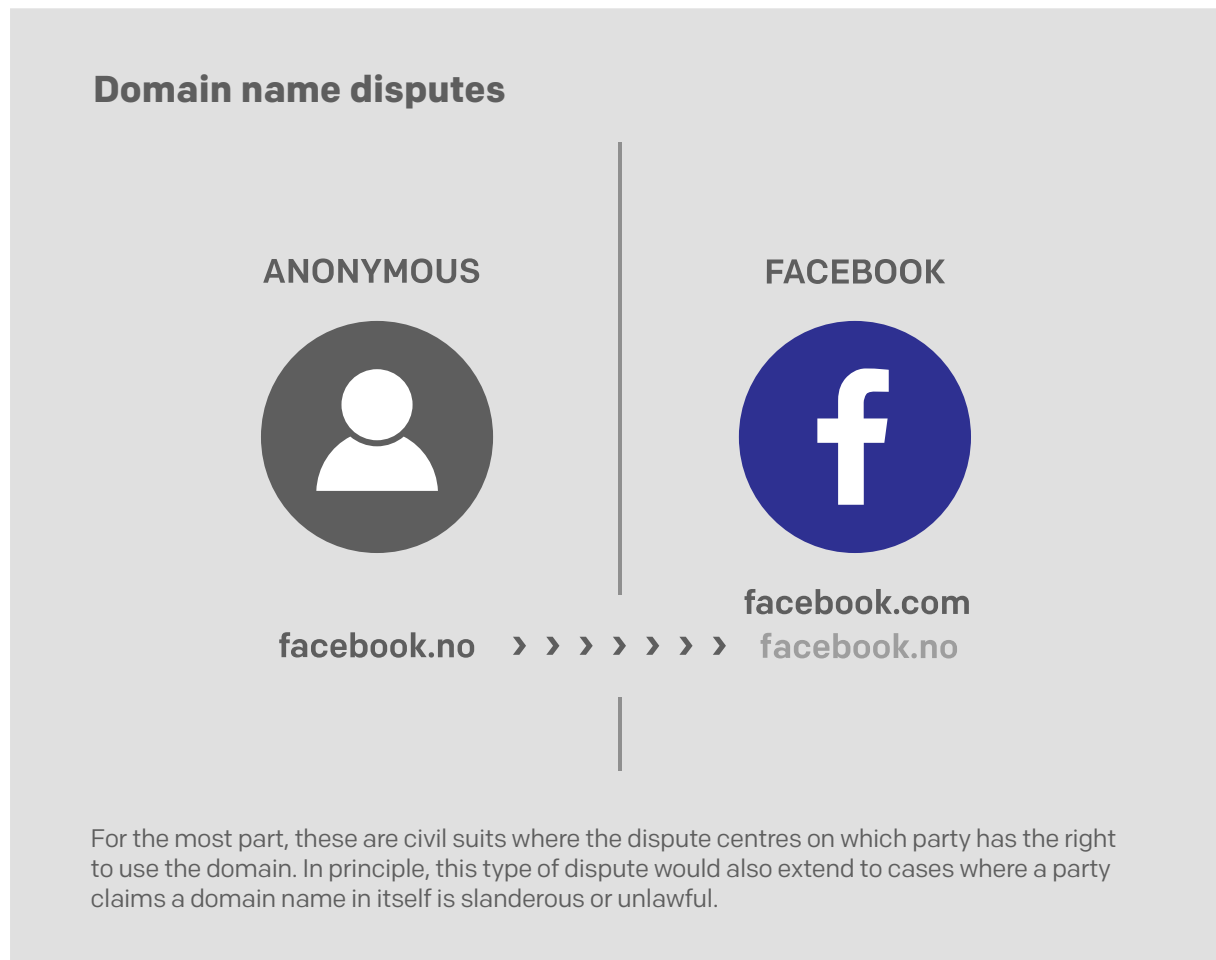 Domain name disputes
ANONYMOUS
FACEBOOK
f
facebook.com
facebook.no › › › › › › › facebook.no
For the most part, these are civil suits where the dispute centres on which party has the right
to use the domain. In principle, this type of dispute would also extend to cases where a party
claims a domain name in itself is slanderous or unlawful.